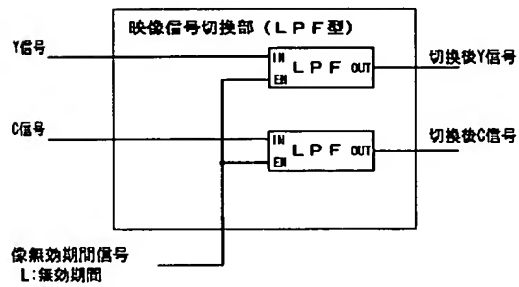 映像信号切換部（ＬＰＦ型）
Y信号
IN
LPF OUT
EN
切換後Y信号
C信号
IN
LPF OUT
EN
切換後C信号
像無効期間信号
L:無効期間